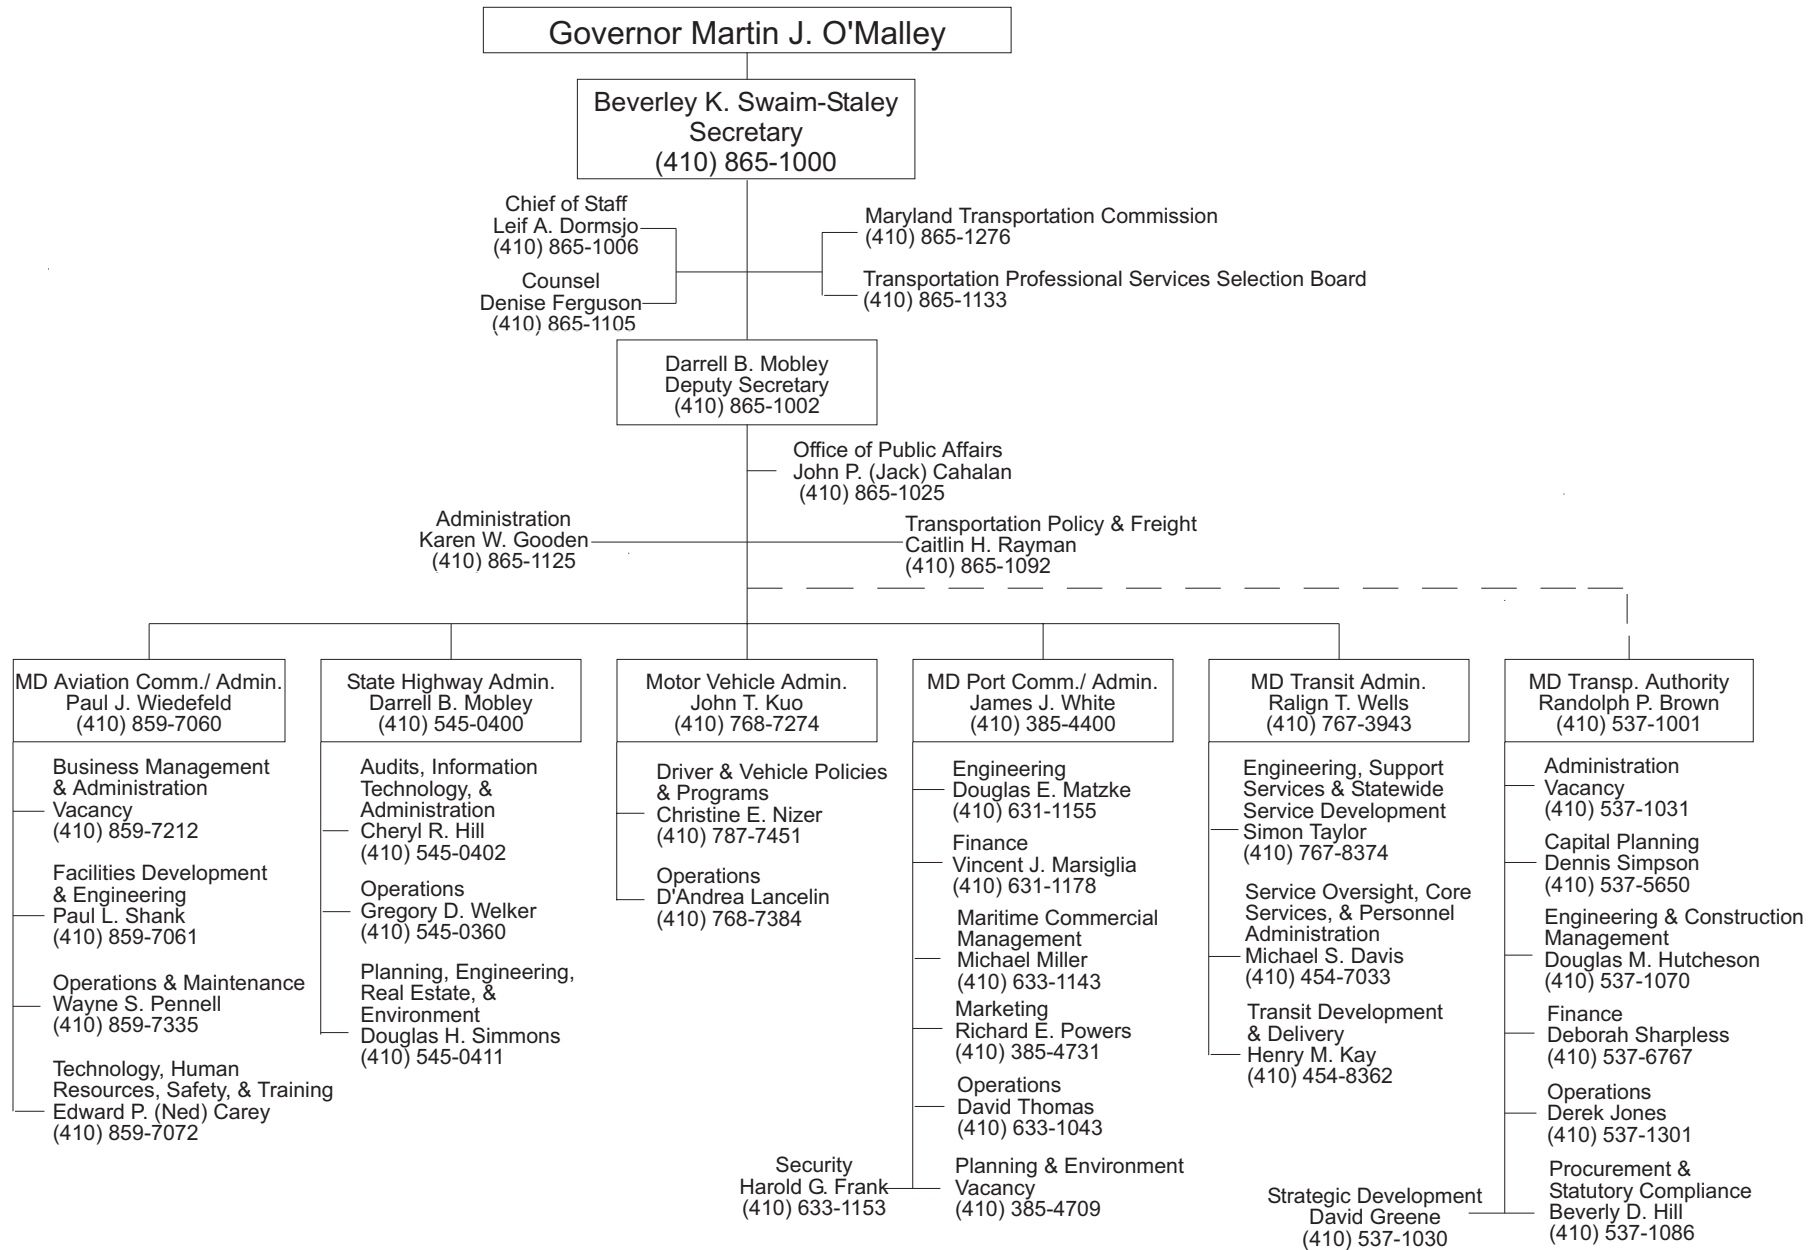 Governor Martin J. O'Malley
Beverley K. Swaim-Staley
Secretary
(410) 865-1000
Chief of Staff
Leif A. Dormsjo
(410) 865-1006
Counsel
Denise Ferguson
(410) 865-1105
Maryland Transportation Commission
(410) 865-1276
Transportation Professional Services Selection Board
(410) 865-1133
Darrell B. Mobley
Deputy Secretary
(410) 865-1002
Office of Public Affairs
John P. (Jack) Cahalan
(410) 865-1025
Administration
Karen W. Gooden
(410) 865-1125
Transportation Policy & Freight
Caitlin H. Rayman
(410) 865-1092
MD Aviation Comm./ Admin.
Paul J. Wiedefeld
(410) 859-7060
Business Management
& Administration
Vacancy
(410) 859-7212
Facilities Development
& Engineering
Paul L. Shank
(410) 859-7061
Operations & Maintenance
Wayne S. Pennell
(410) 859-7335
Technology, Human
Resources, Safety, & Training
Edward P. (Ned) Carey
(410) 859-7072
State Highway Admin.
Darrell B. Mobley
(410) 545-0400
Audits, Information
Technology, &
Administration
Cheryl R. Hill
(410) 545-0402
Operations
Gregory D. Welker
(410) 545-0360
Planning, Engineering,
Real Estate, &
Environment
Douglas H. Simmons
(410) 545-0411
Motor Vehicle Admin.
John T. Kuo
(410) 768-7274
Driver & Vehicle Policies
& Programs
Christine E. Nizer
(410) 787-7451
Operations
D'Andrea Lancelin
(410) 768-7384
MD Port Comm./ Admin.
James J. White
(410) 385-4400
Engineering
Douglas E. Matzke
(410) 631-1155
Finance
Vincent J. Marsiglia
(410) 631-1178
Maritime Commercial
Management
Michael Miller
(410) 633-1143
Marketing
Richard E. Powers
(410) 385-4731
Operations
David Thomas
(410) 633-1043
Security
Harold G. Frank
(410) 633-1153
Planning & Environment
Vacancy
(410) 385-4709
MD Transit Admin.
Ralign T. Wells
(410) 767-3943
Engineering, Support
Services & Statewide
Service Development
Simon Taylor
(410) 767-8374
Service Oversight, Core
Services, & Personnel
Administration
Michael S. Davis
(410) 454-7033
Transit Development
& Delivery
Henry M. Kay
(410) 454-8362
MD Transp. Authority
Randolph P. Brown
(410) 537-1001
Administration
Vacancy
(410) 537-1031
Capital Planning
Dennis Simpson
(410) 537-5650
Engineering & Construction
Management
Douglas M. Hutcheson
(410) 537-1070
Finance
Deborah Sharpless
(410) 537-6767
Operations
Derek Jones
(410) 537-1301
Strategic Development
David Greene
(410) 537-1030
Procurement &
Statutory Compliance
Beverly D. Hill
(410) 537-1086